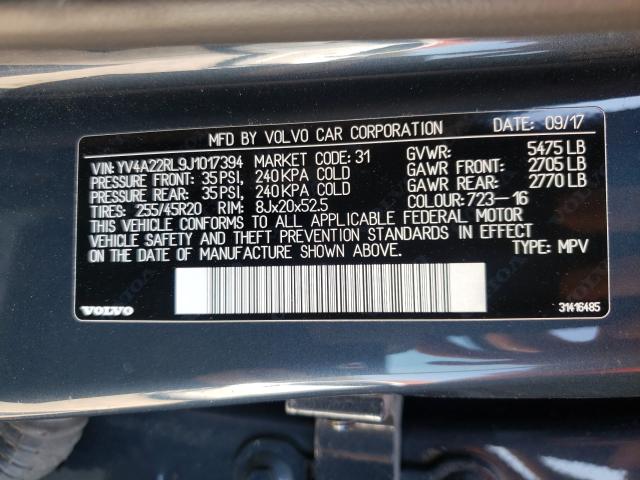 MFD BY VOLVO CAR CORPORATION DATE: 09/17
VIN: YV4A22RL9J1017394 MARKET CODE: 31 GVWR: 5475 LB
PRESSURE FRONT: 35 PSI, 240 KPA COLD GAWR FRONT: 2705 LB
PRESSURE REAR: 35 PSI, 240 KPA COLD GAWR REAR: 2770 LB
TIRES: 255/45R20 RIM: 8Jx20x52.5 COLOUR: 723-16
THIS VEHICLE CONFORMS TO ALL APPLICABLE FEDERAL MOTOR
VEHICLE SAFETY AND THEFT PREVENTION STANDARDS IN EFFECT
ON THE DATE OF MANUFACTURE SHOWN ABOVE. TYPE: MPV
VOLVO 31416485